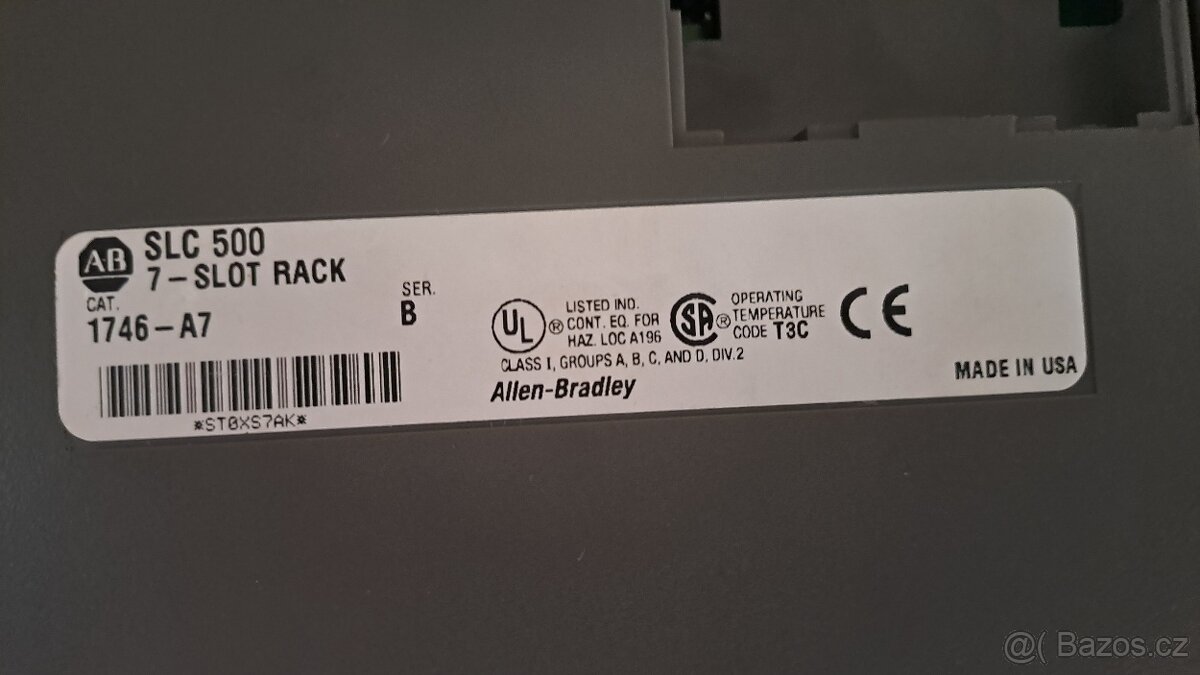 AB
SLC 500
7-SLOT RACK
CAT.
1746-A7
SER.
B
*ST0XS7AK*
UL ®
LISTED IND.
CONT. EQ. FOR
HAZ. LOC A196
SA ®
OPERATING
TEMPERATURE
CODE T3C
CE
CLASS I, GROUPS A, B, C, AND D, DIV.2
Allen-Bradley
MADE IN USA
@( Bazos.cz